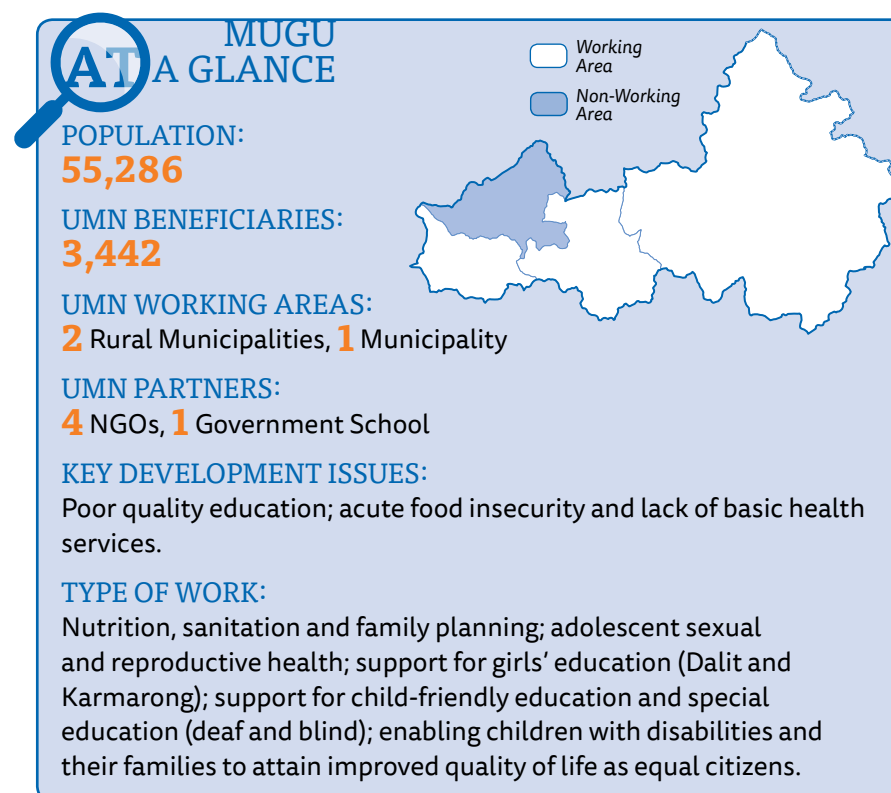 MUGU
AT A GLANCE
Working
Area
Non-Working
Area
POPULATION:
55,286
UMN BENEFICIARIES:
3,442
UMN WORKING AREAS:
2 Rural Municipalities, 1 Municipality
UMN PARTNERS:
4 NGOs, 1 Government School
KEY DEVELOPMENT ISSUES:
Poor quality education; acute food insecurity and lack of basic health
services.
TYPE OF WORK:
Nutrition, sanitation and family planning; adolescent sexual
and reproductive health; support for girls’ education (Dalit and
Karmarong); support for child-friendly education and special
education (deaf and blind); enabling children with disabilities and
their families to attain improved quality of life as equal citizens.